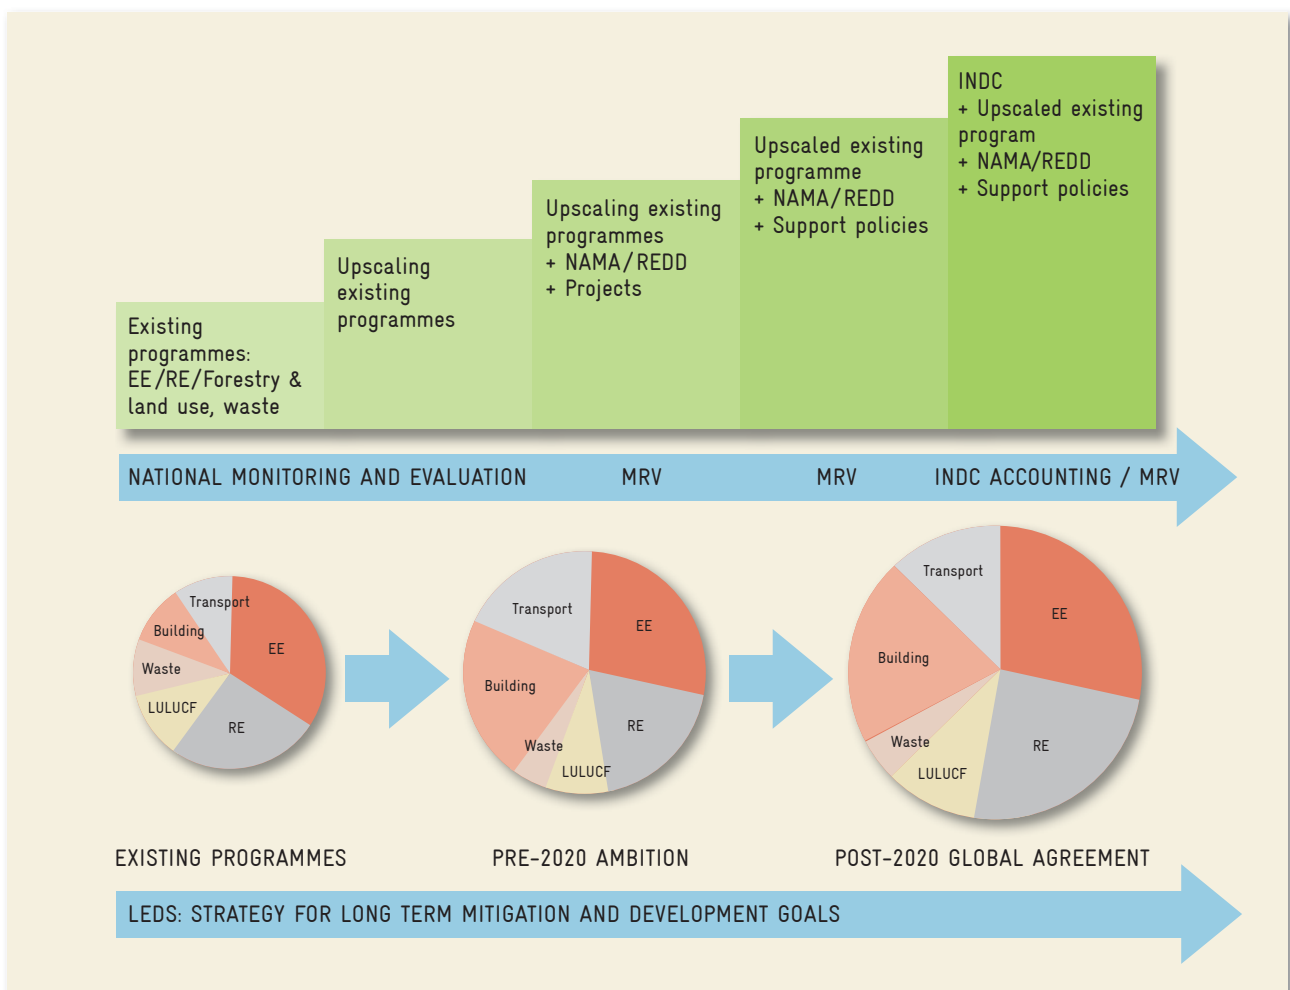 Existing
programmes:
EE/RE/Forestry &
land use, waste
Upscaling
existing
programmes
Upscaling existing
programmes
+ NAMA/REDD
+ Projects
Upscaled existing
programme
+ NAMA/REDD
+ Support policies
INDC
+ Upscaled existing
program
+ NAMA/REDD
+ Support policies
NATIONAL MONITORING AND EVALUATION MRV MRV INDC ACCOUNTING / MRV
Transport
Building
EE
Waste
LULUCF
RE
Transport
EE
Building
RE
Waste
LULUCF
Transport
EE
Building
Waste
RE
LULUCF
EXISTING PROGRAMMES
PRE-2020 AMBITION
POST-2020 GLOBAL AGREEMENT
LEDS: STRATEGY FOR LONG TERM MITIGATION AND DEVELOPMENT GOALS